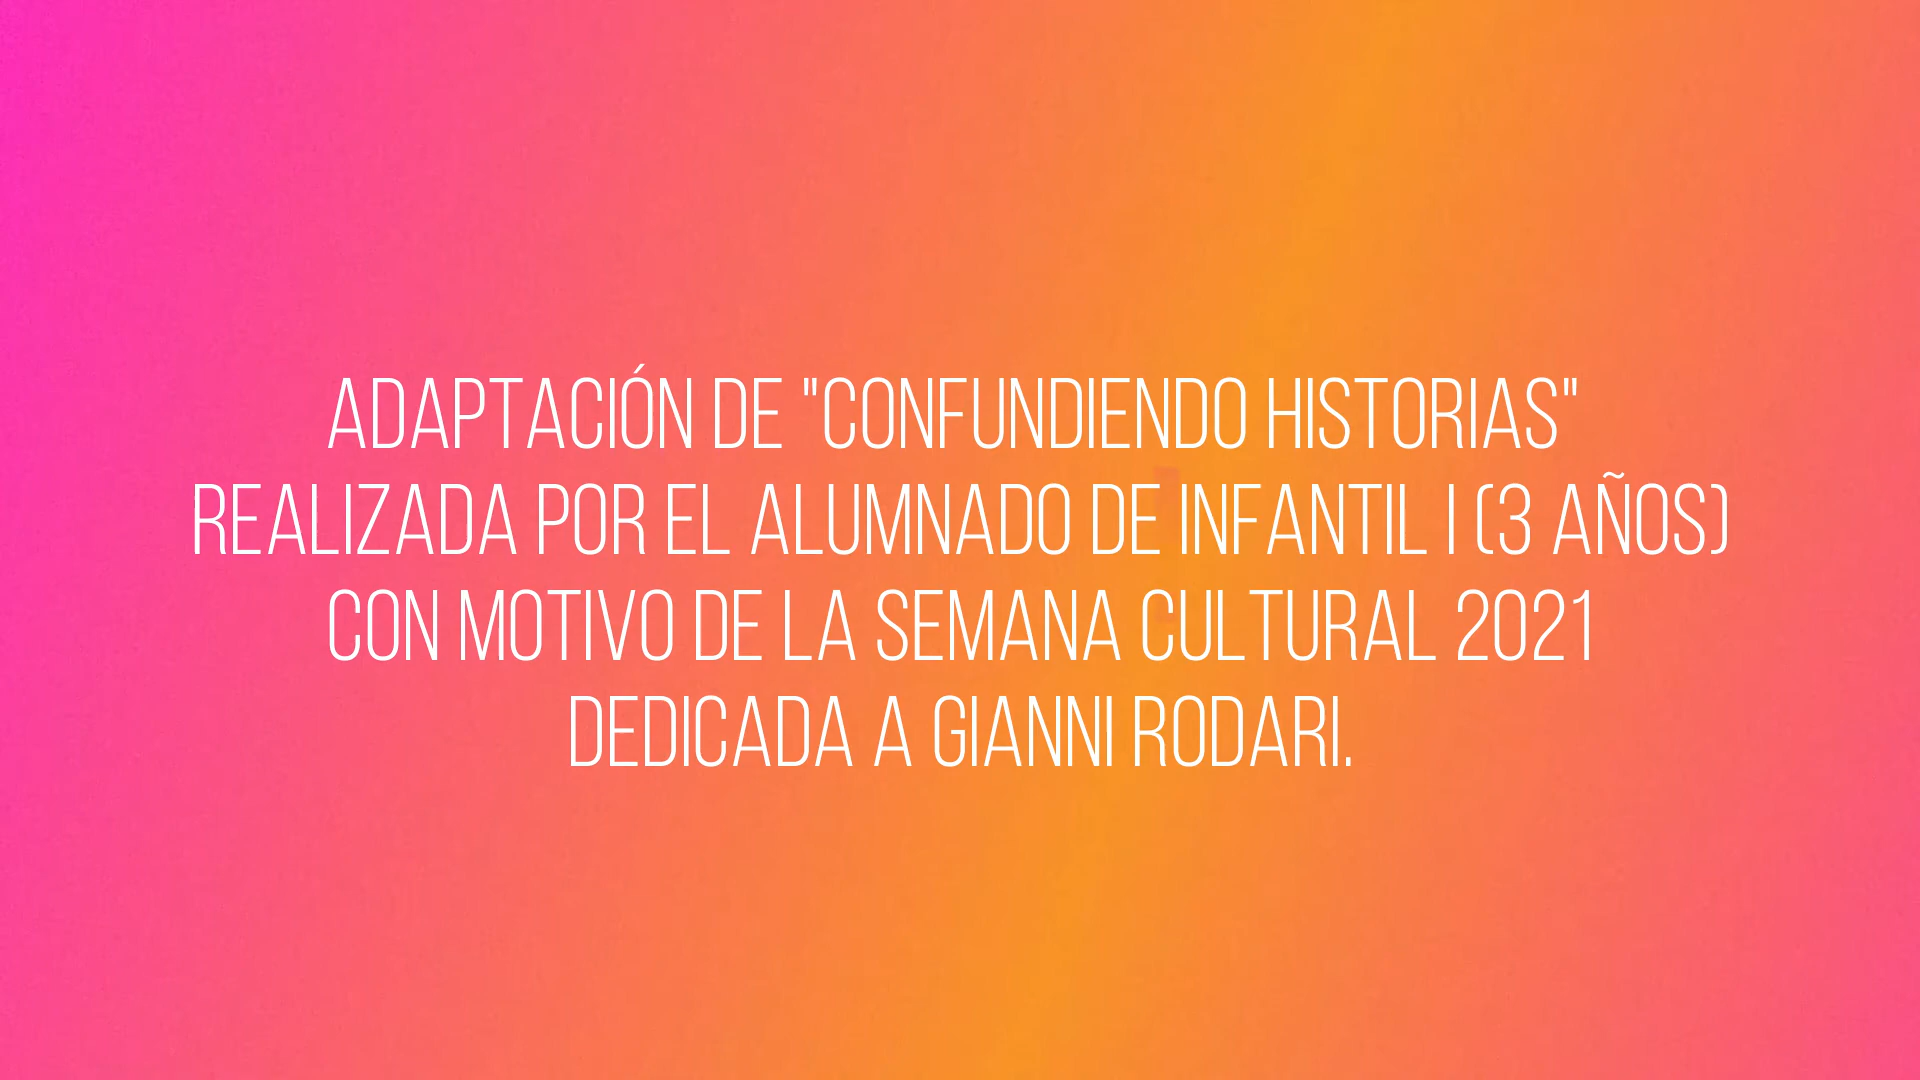 ADAPTACIÓN DE "CONFUNDIENDO HISTORIAS"
REALIZADA POR EL ALUMNADO DE INFANTIL I (3 AÑOS)
CON MOTIVO DE LA SEMANA CULTURAL 2021
DEDICADA A GIANNI RODARI.